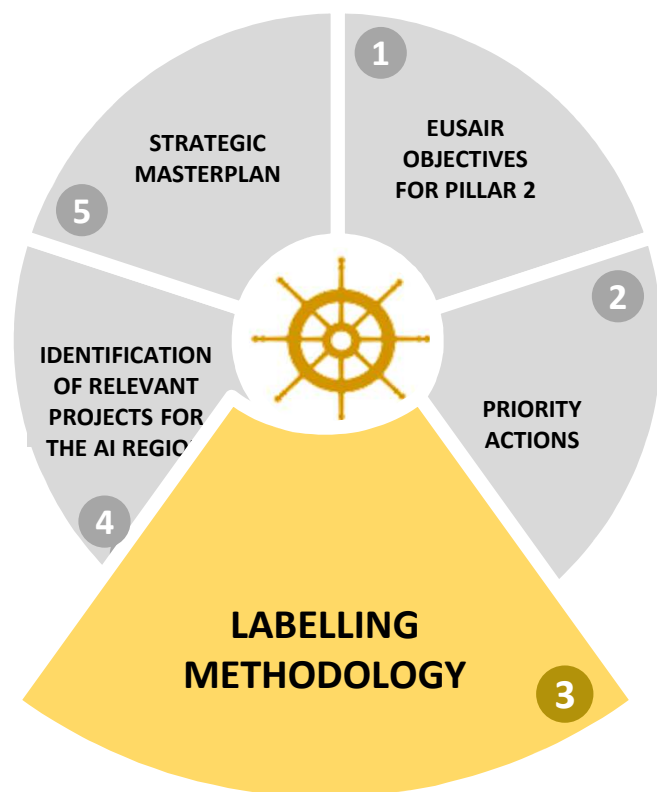 1
EUSAIR
OBJECTIVES
FOR PILLAR 2
2
PRIORITY
ACTIONS
3
LABELLING
METHODOLOGY
4
IDENTIFICATION
OF RELEVANT
PROJECTS FOR
THE AI REGION
5
STRATEGIC
MASTERPLAN